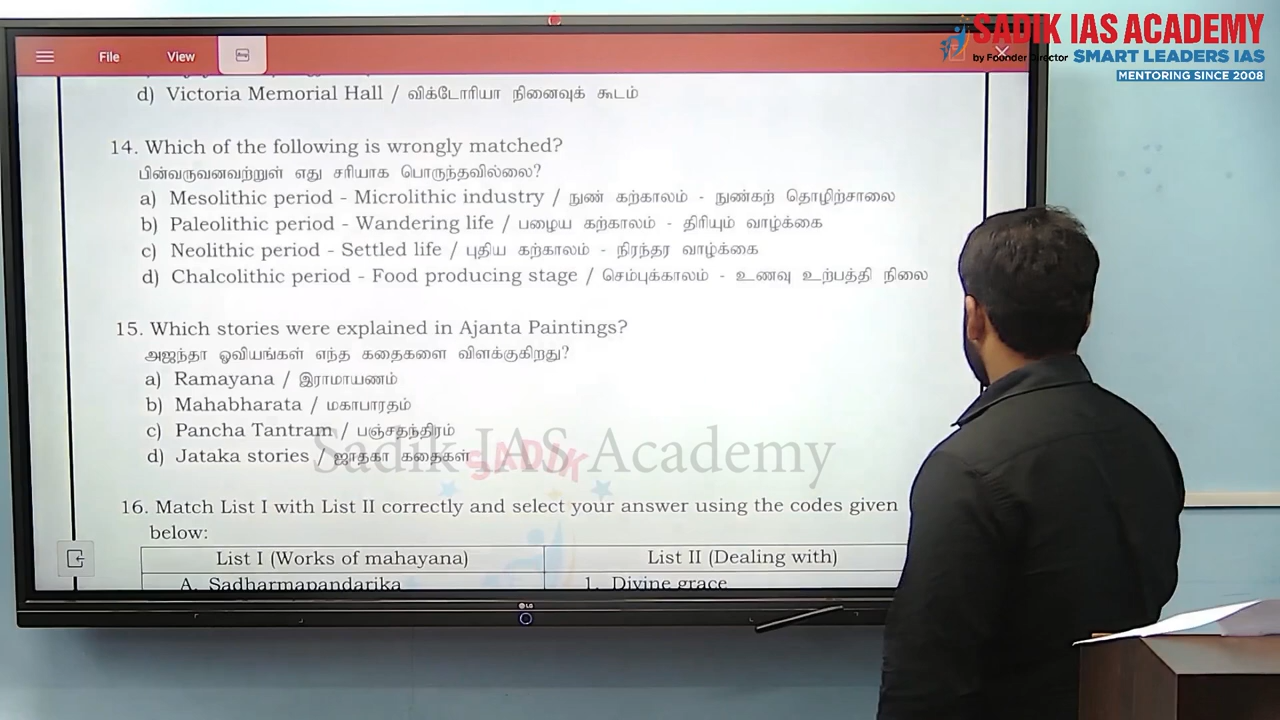 SADIK IAS ACADEMY
by Founder Director SMART LEADERS IAS
MENTORING SINCE 2008
File View
d) Victoria Memorial Hall / விக்டோரியா நினைவுக் கூடம்
14. Which of the following is wrongly matched?
பின்வருவனவற்றுள் எது சரியாக பொருந்தவில்லை?
a) Mesolithic period - Microlithic industry / நுண் கற்காலம் - நுண்கற் தொழிற்சாலை
b) Paleolithic period - Wandering life / பழைய கற்காலம் - திரியும் வாழ்க்கை
c) Neolithic period - Settled life / புதிய கற்காலம் - நிரந்தர வாழ்க்கை
d) Chalcolithic period - Food producing stage / செம்புக்காலம் - உணவு உற்பத்தி நிலை
15. Which stories were explained in Ajanta Paintings?
அஜந்தா ஓவியங்கள் எந்த கதைகளை விளக்குகிறது?
a) Ramayana / இராமாயணம்
b) Mahabharata / மகாபாரதம்
c) Pancha Tantram / பஞ்சதந்திரம்
d) Jataka stories / ஜாதகா கதைகள்
Sadik IAS Academy
SADIK
16. Match List I with List II correctly and select your answer using the codes given
below:
List I (Works of mahayana) List II (Dealing with)
A. Sadharmapandarika 1. Divine grace
LG